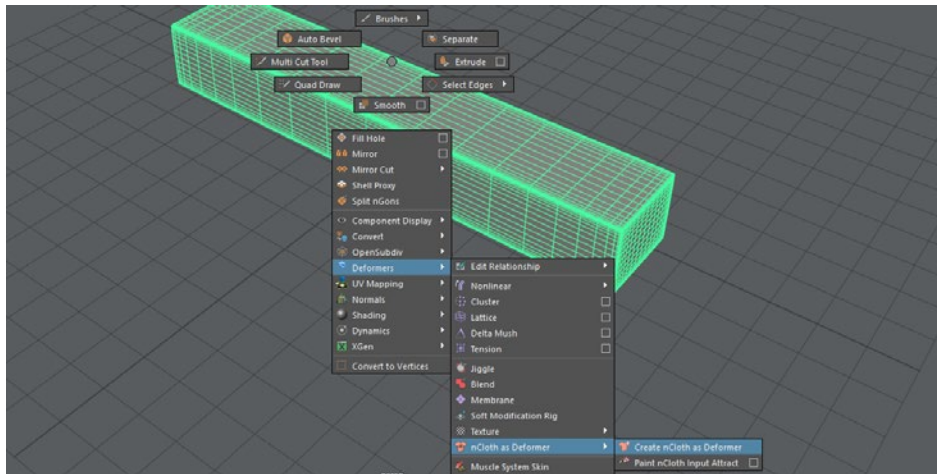 Brushes
Auto Bevel
Separate
Multi Cut Tool
Extrude
Quad Draw
Select Edges
Smooth
Fill Hole
Mirror
Mirror Cut
Shell Proxy
Split nGons
Component Display
Convert
OpenSubdiv
Deformers
UV Mapping
Normals
Shading
Dynamics
XGen
Convert to Vertices
Edit Relationship
Nonlinear
Cluster
Lattice
Delta Mush
Tension
Jiggle
Blend
Membrane
Soft Modification Rig
Texture
nCloth as Deformer
Muscle System Skin
Create nCloth as Deformer
Paint nCloth Input Attract